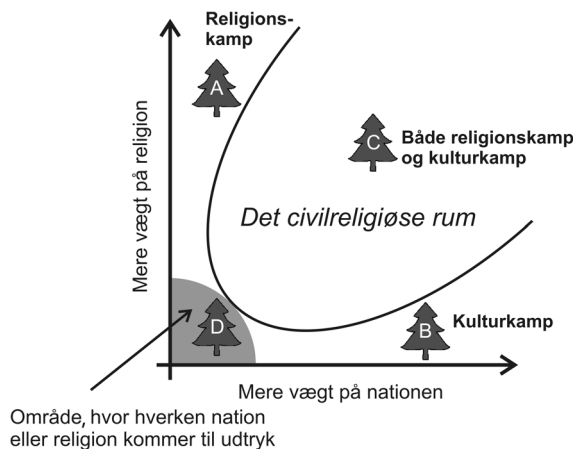 Religions-
kamp
A
Mere vægt på religion
C
Både religionskamp
og kulturkamp
Det civilreligiøse rum
D
B
Kulturkamp
Mere vægt på nationen
Område, hvor hverken nation
eller religion kommer til udtryk